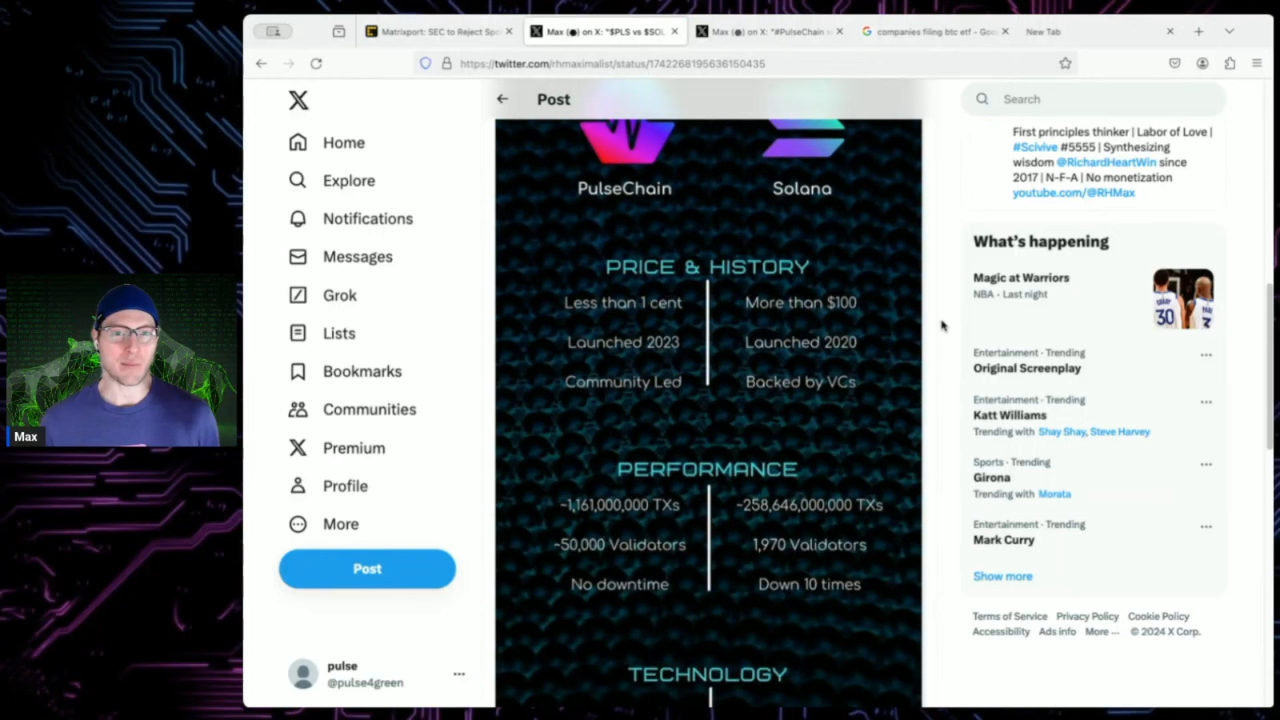 Matrixport: SEC to Reject Spo
Max (●) on X: "$PLS vs $SOL
Max (●) on X: "#PulseChain v
companies filing btc etf - Goo
New Tab
https://twitter.com/rhmaximalist/status/1742268195636150435
Home
Explore
Notifications
Messages
Grok
Lists
Bookmarks
Communities
Premium
Profile
More
Post
pulse
@pulse4green
Post
PulseChain
Solana
PRICE & HISTORY
Less than 1 cent
More than $100
Launched 2023
Launched 2020
Community Led
Backed by VCs
PERFORMANCE
~1,161,000,000 TXs
~258,646,000,000 TXs
~50,000 Validators
1,970 Validators
No downtime
Down 10 times
TECHNOLOGY
Search
First principles thinker | Labor of Love |
#Scivive #5555 | Synthesizing
wisdom @RichardHeartWin since
2017 | N-F-A | No monetization
youtube.com/@RHMax
What's happening
Magic at Warriors
NBA · Last night
30
Entertainment · Trending
Original Screenplay
Entertainment · Trending
Katt Williams
Trending with Shay Shay, Steve Harvey
Sports · Trending
Girona
Trending with Morata
Entertainment · Trending
Mark Curry
Show more
Terms of Service Privacy Policy Cookie Policy
Accessibility Ads info More ··· © 2024 X Corp.
Max